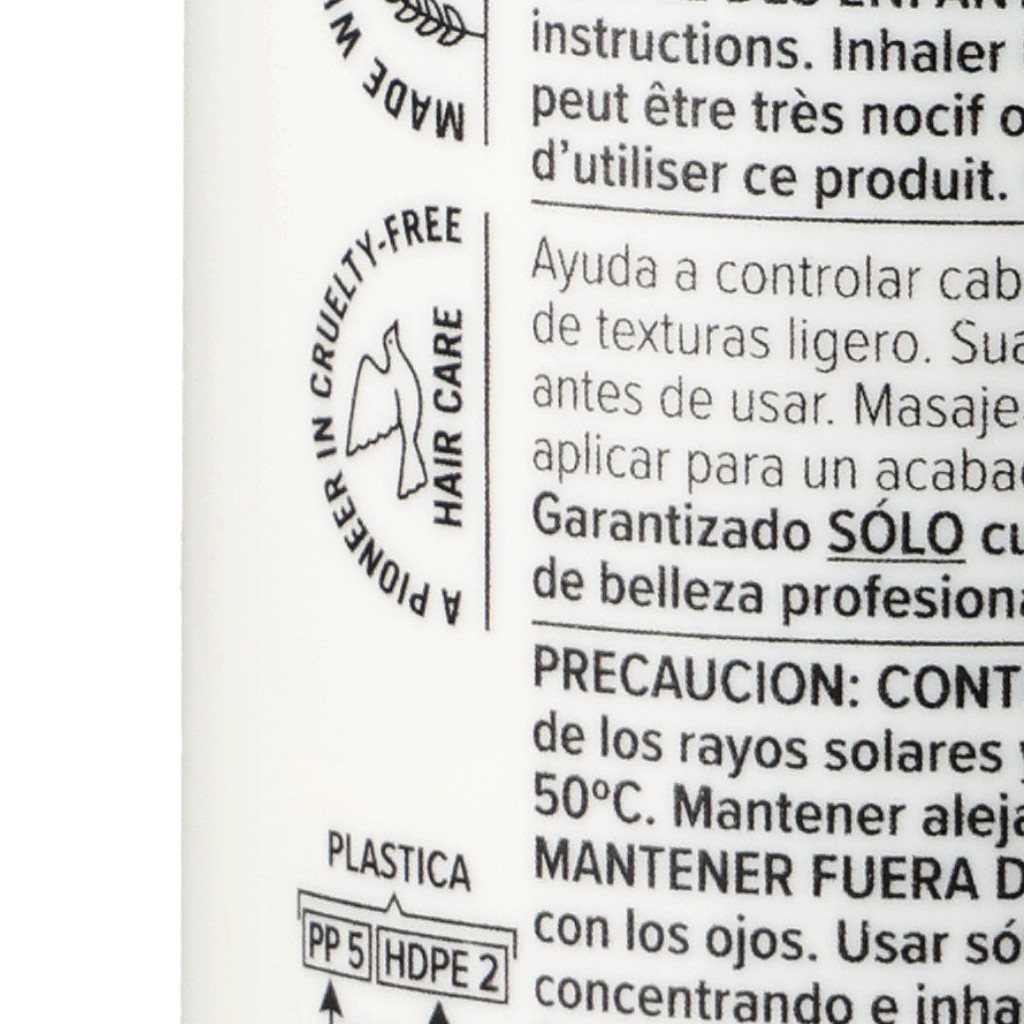 MADE W
instructions. Inhaler
peut être très nocif o
d’utiliser ce produit.
A PIONEER IN CRUELTY-FREE
HAIR CARE
Ayuda a controlar cab
de texturas ligero. Sua
antes de usar. Masaje
aplicar para un acaba
Garantizado SÓLO cu
de belleza profesion
PRECAUCION: CONT
de los rayos solares y
50ºC. Mantener aleja
MANTENER FUERA D
con los ojos. Usar só
concentrando e inha
PLASTICA
PP 5 HDPE 2